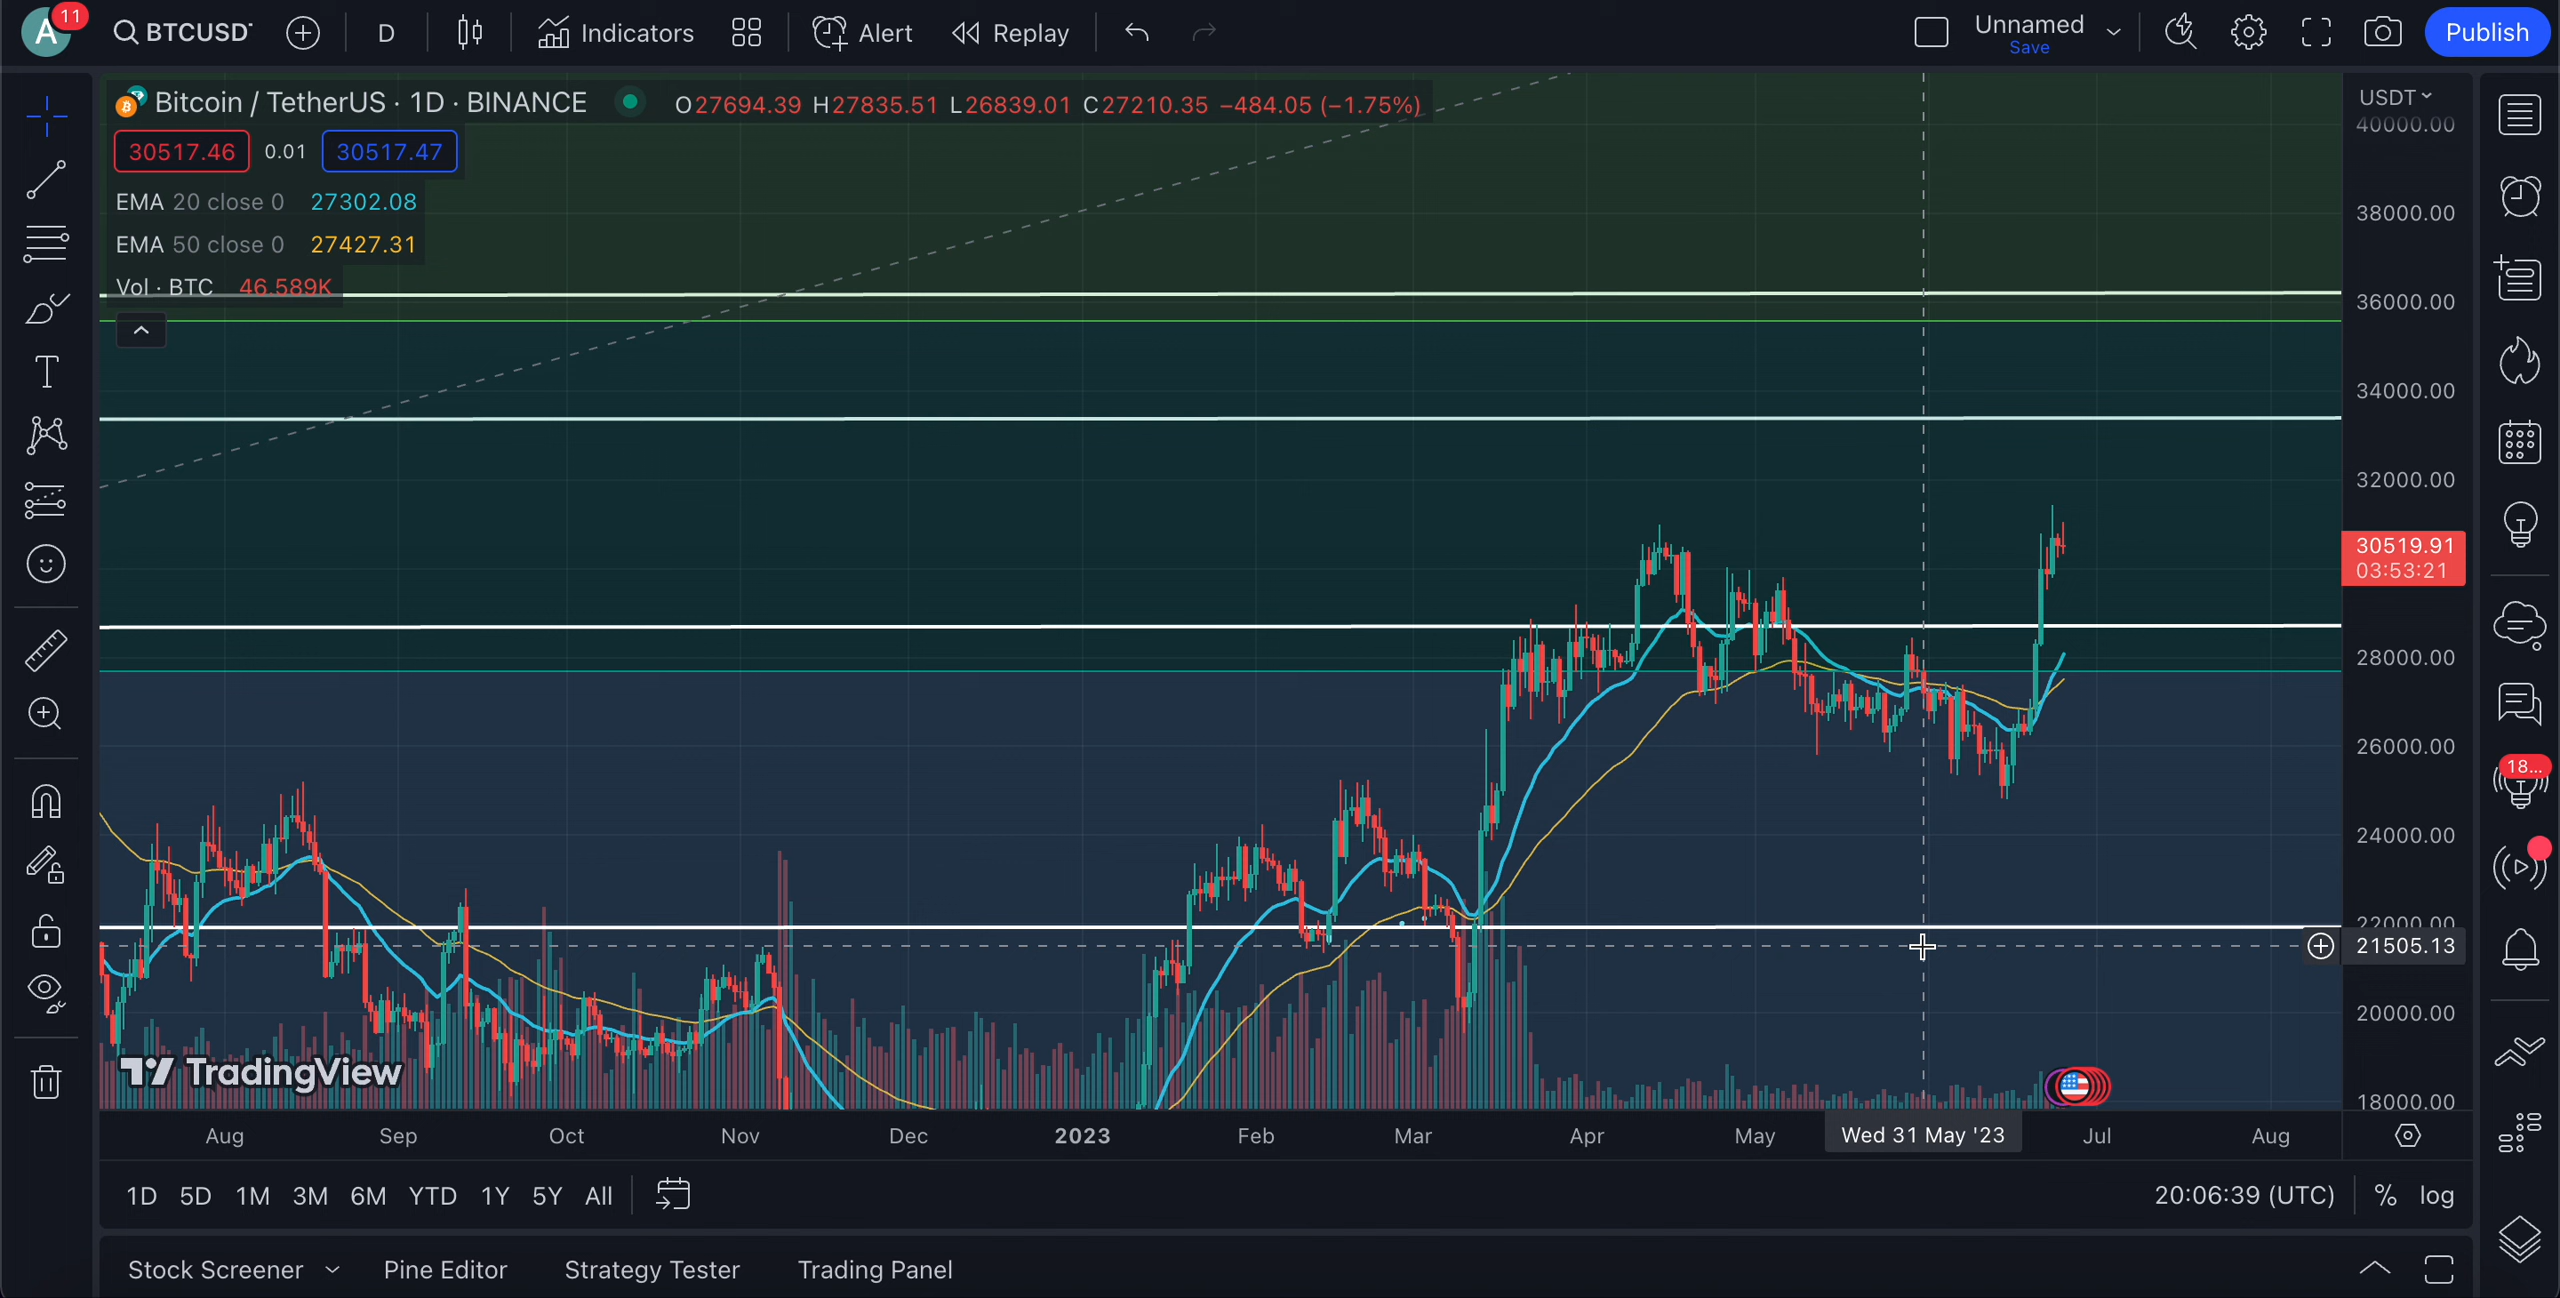 A 11 BTCUSDT D Indicators Alert Replay Unnamed Save Publish
Bitcoin / TetherUS · 1D · BINANCE O27694.39 H27835.51 L26839.01 C27210.35 −484.05 (−1.75%)
30517.46 0.01 30517.47
EMA 20 close 0 27302.08
EMA 50 close 0 27427.31
Vol · BTC 46.589K
USDT
40000.00
38000.00
36000.00
34000.00
32000.00
30519.91
03:53:21
28000.00
26000.00
24000.00
22000.00
21505.13
20000.00
18000.00
18...
TradingView
Aug Sep Oct Nov Dec 2023 Feb Mar Apr May Wed 31 May '23 Jul Aug
1D 5D 1M 3M 6M YTD 1Y 5Y All 20:06:39 (UTC) % log
Stock Screener Pine Editor Strategy Tester Trading Panel